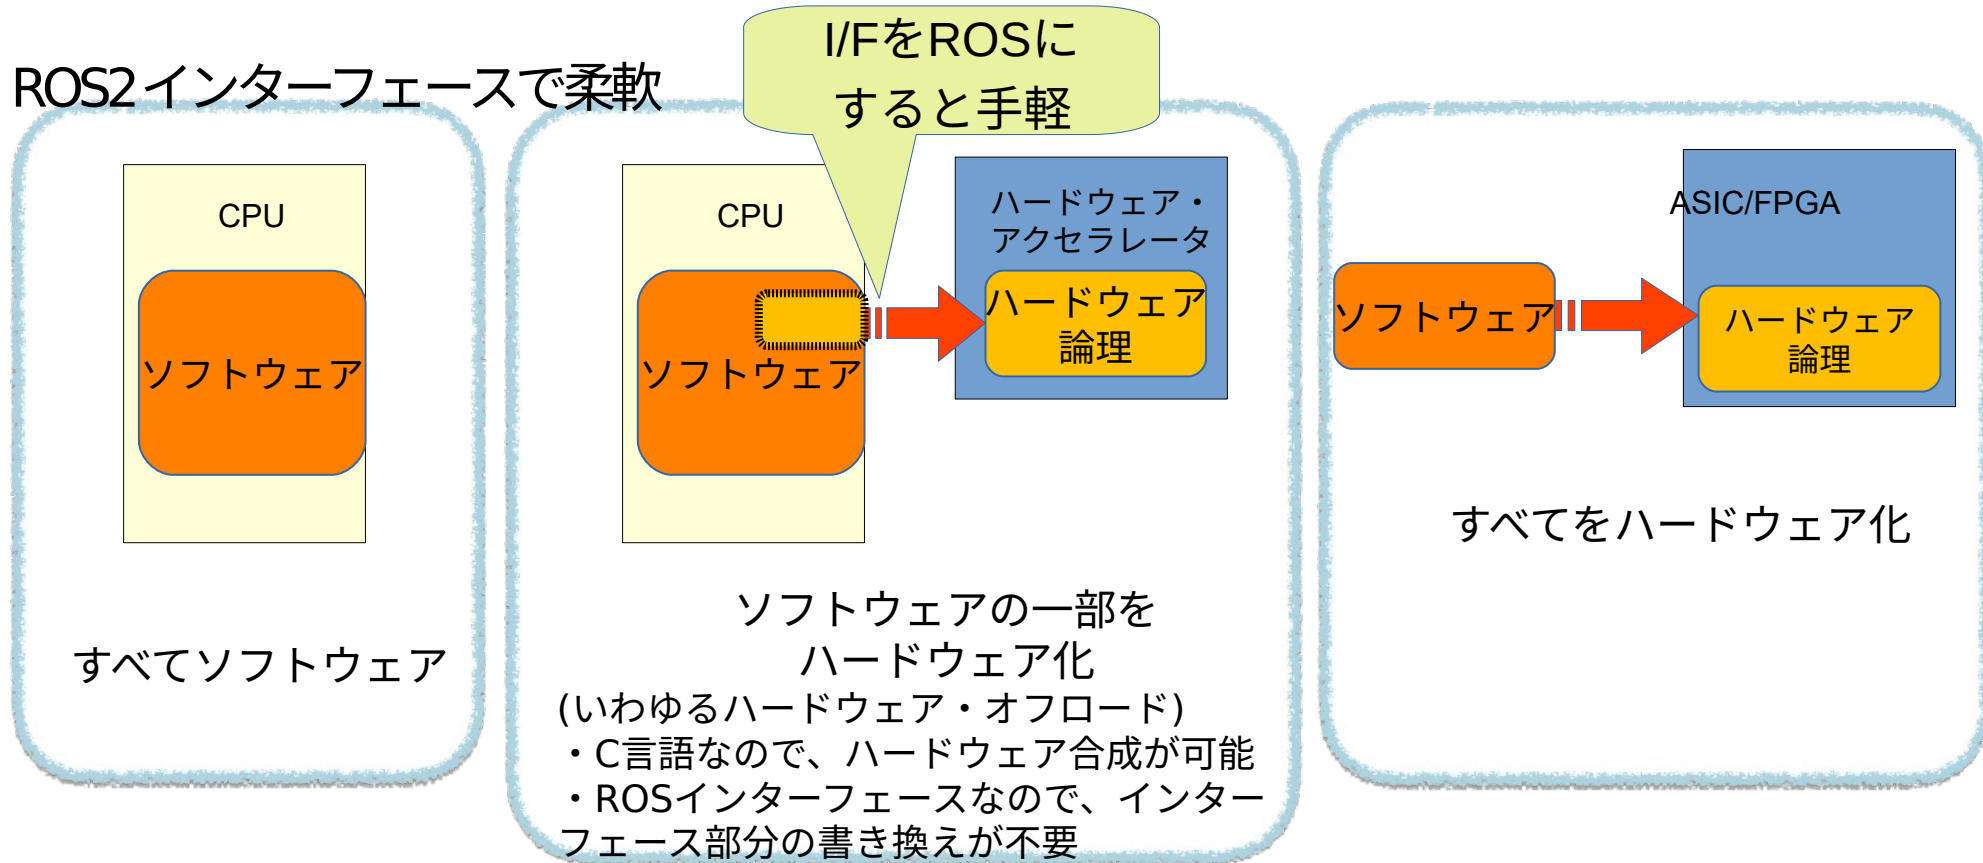 ROS2インターフェースで柔軟
I/FをROSに
すると手軽
CPU
ソフトウェア
すべてソフトウェア
CPU
ソフトウェア
ハードウェア・
アクセラレータ
ハードウェア
論理
ソフトウェアの一部を
ハードウェア化
(いわゆるハードウェア・オフロード)
・C言語なので、ハードウェア合成が可能
・ROSインターフェースなので、インター
フェース部分の書き換えが不要
ASIC/FPGA
ソフトウェア
ハードウェア
論理
すべてをハードウェア化